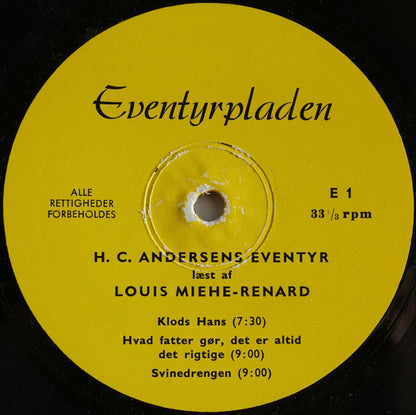 Eventyrpladen
ALLE
RETTIGHEDER
FORBEHOLDES
E 1
33 1/3 rpm
H. C. ANDERSENS EVENTYR
læst af
LOUIS MIEHE-RENARD
Klods Hans (7:30)
Hvad fatter gør, det er altid
det rigtige (9:00)
Svinedrengen (9:00)